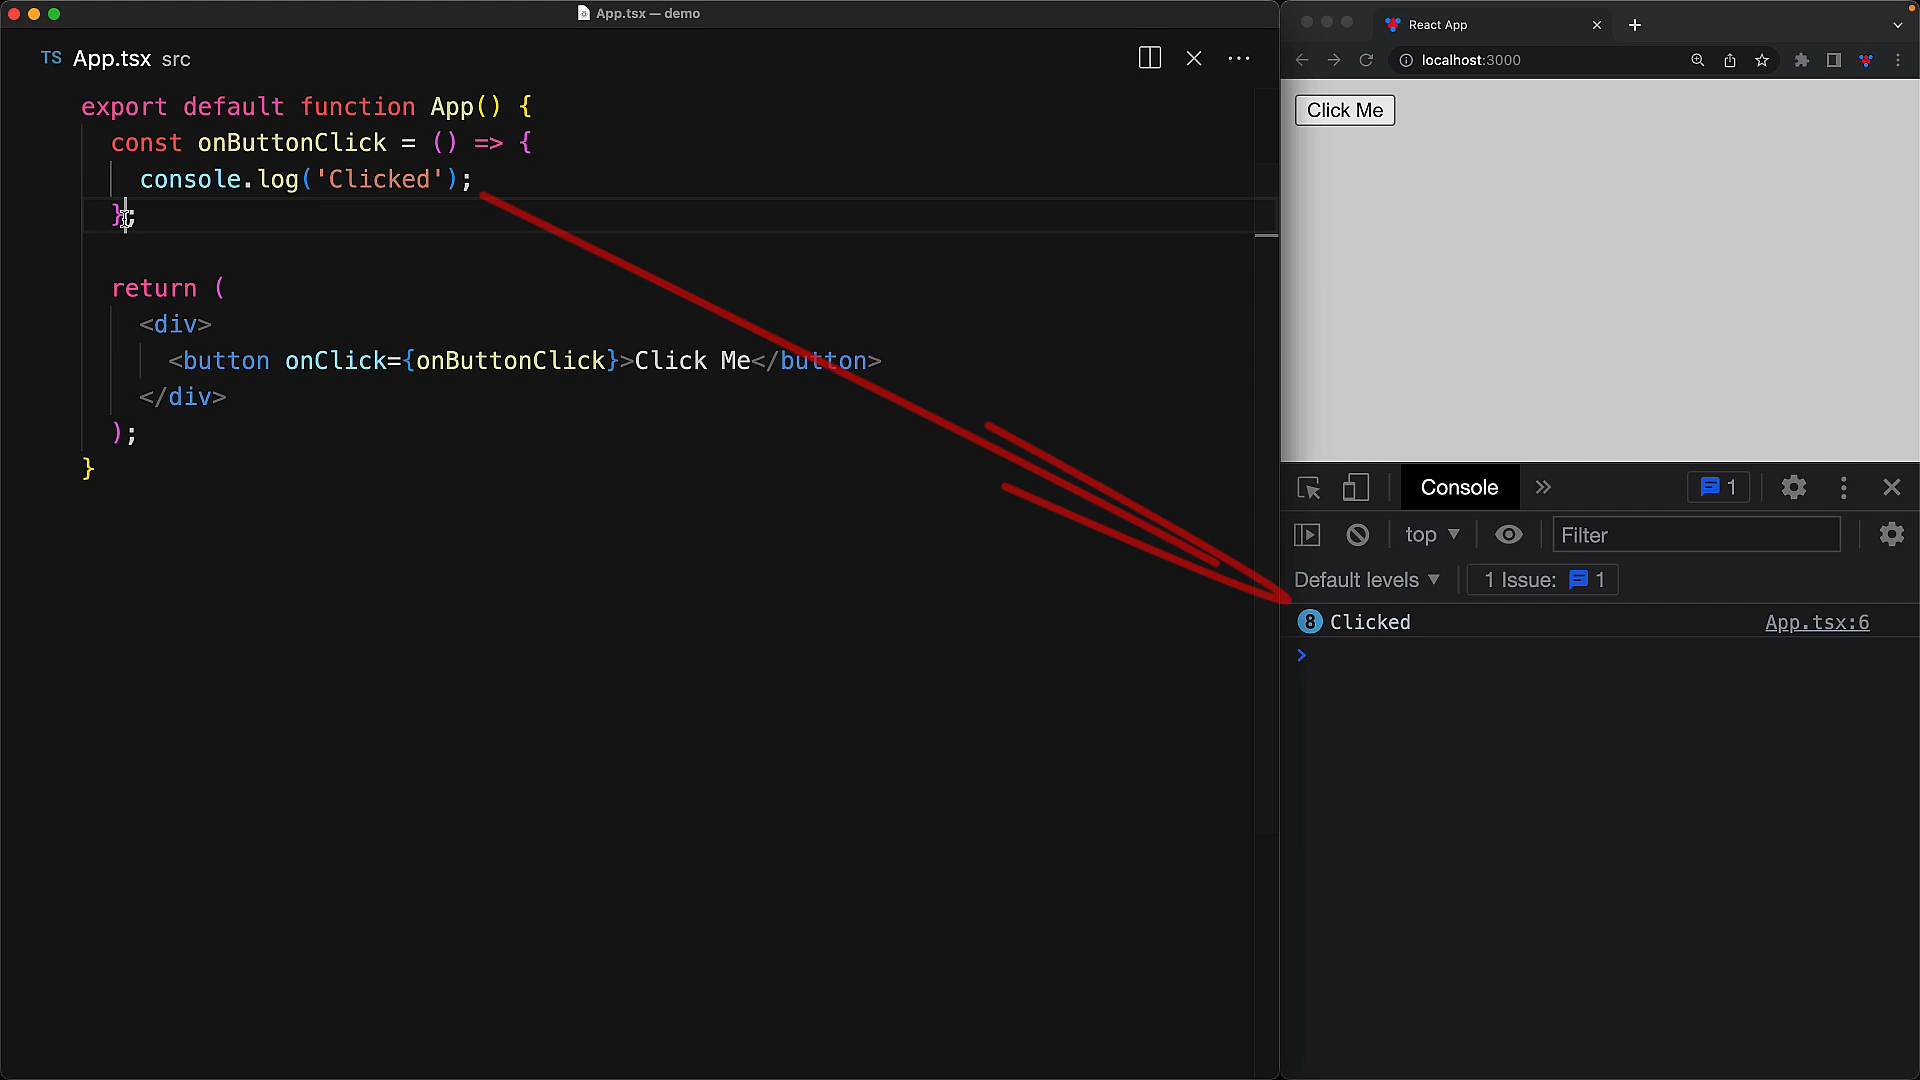 App.tsx — demo
TS App.tsx src
export default function App() {
const onButtonClick = () => {
console.log('Clicked');
};
return (
<div>
<button onClick={onButtonClick}>Click Me</button>
</div>
);
}
React App
localhost:3000
Click Me
Console » 1
top Filter
Default levels 1 Issue: 1
8 Clicked App.tsx:6
>